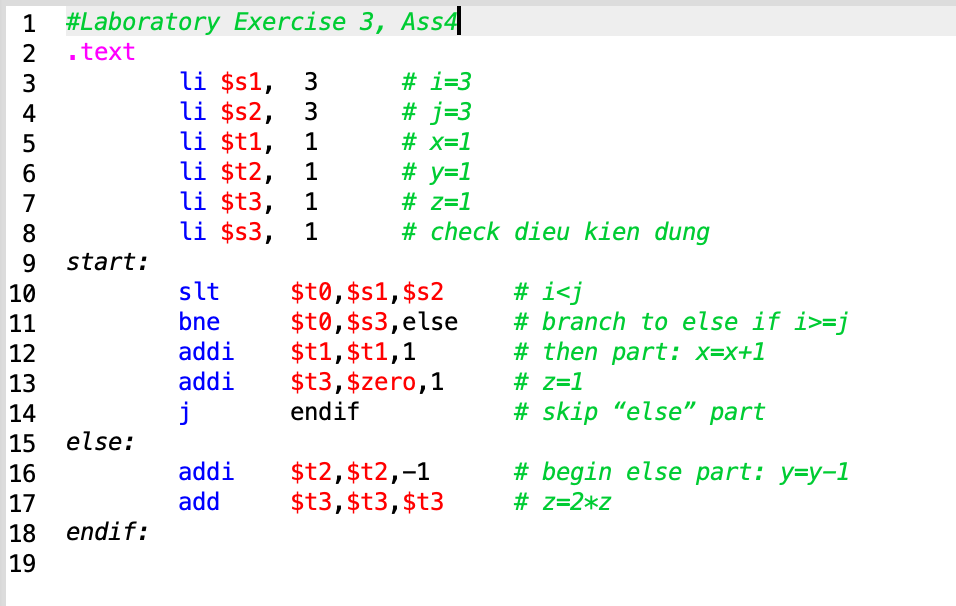 1 #Laboratory Exercise 3, Ass4
2 .text
3 li $s1, 3 # i=3
4 li $s2, 3 # j=3
5 li $t1, 1 # x=1
6 li $t2, 1 # y=1
7 li $t3, 1 # z=1
8 li $s3, 1 # check dieu kien dung
9 start:
10 slt $t0,$s1,$s2 # i<j
11 bne $t0,$s3,else # branch to else if i>=j
12 addi $t1,$t1,1 # then part: x=x+1
13 addi $t3,$zero,1 # z=1
14 j endif # skip “else” part
15 else:
16 addi $t2,$t2,−1 # begin else part: y=y−1
17 add $t3,$t3,$t3 # z=2*z
18 endif:
19